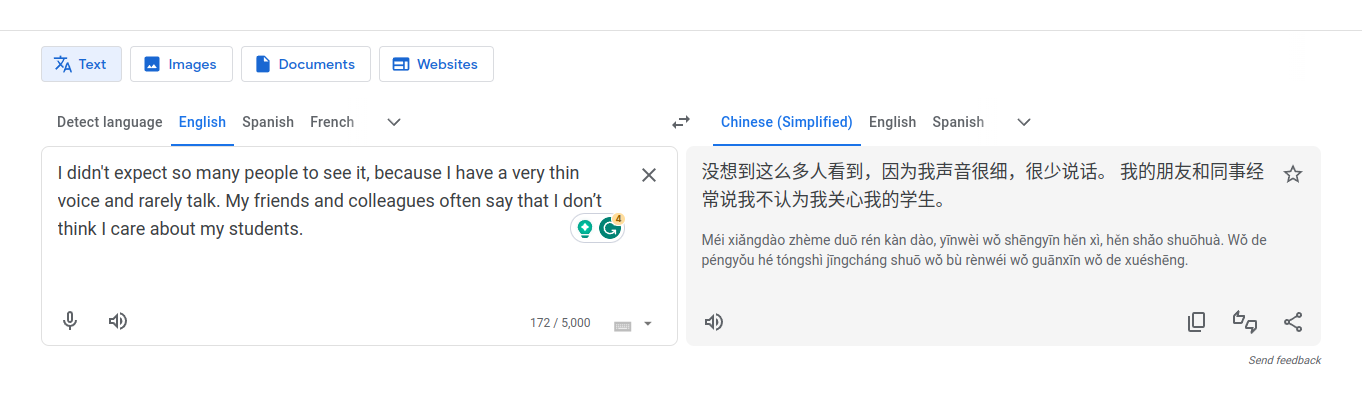 Text
Images
Documents
Websites
Detect language
English
Spanish
French
Chinese (Simplified)
English
Spanish
I didn't expect so many people to see it, because I have a very thin
voice and rarely talk. My friends and colleagues often say that I don’t
think I care about my students.
4
172 / 5,000
没想到这么多人看到，因为我声音很细，很少说话。 我的朋友和同事经
常说我不认为我关心我的学生。
Méi xiǎngdào zhème duō rén kàn dào, yīnwèi wǒ shēngyīn hěn xì, hěn shǎo shuōhuà. Wǒ de
péngyǒu hé tóngshì jīngcháng shuō wǒ bù rènwéi wǒ guānxīn wǒ de xuéshēng.
Send feedback